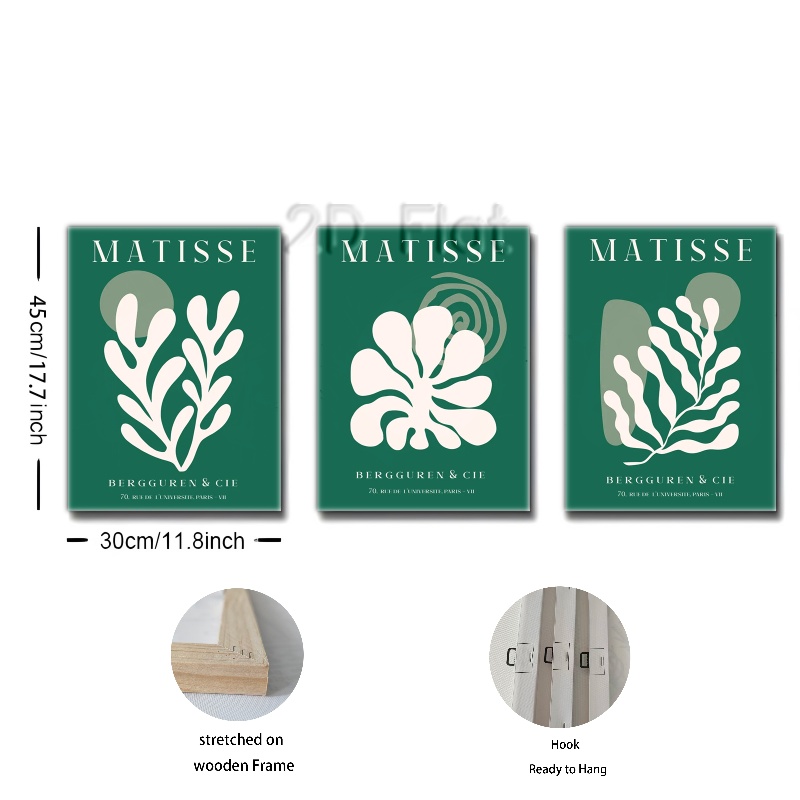 2D Flat
MATISSE
BERGGUREN & CIE
70, RUE DE L'UNIVERSITE, PARIS - VII
MATISSE
BERGGUREN & CIE
70, RUE DE L'UNIVERSITE, PARIS - VII
MATISSE
BERGGUREN & CIE
70, RUE DE L'UNIVERSITE, PARIS - VII
45cm/17.7inch
30cm/11.8inch
stretched on
wooden Frame
Hook
Ready to Hang